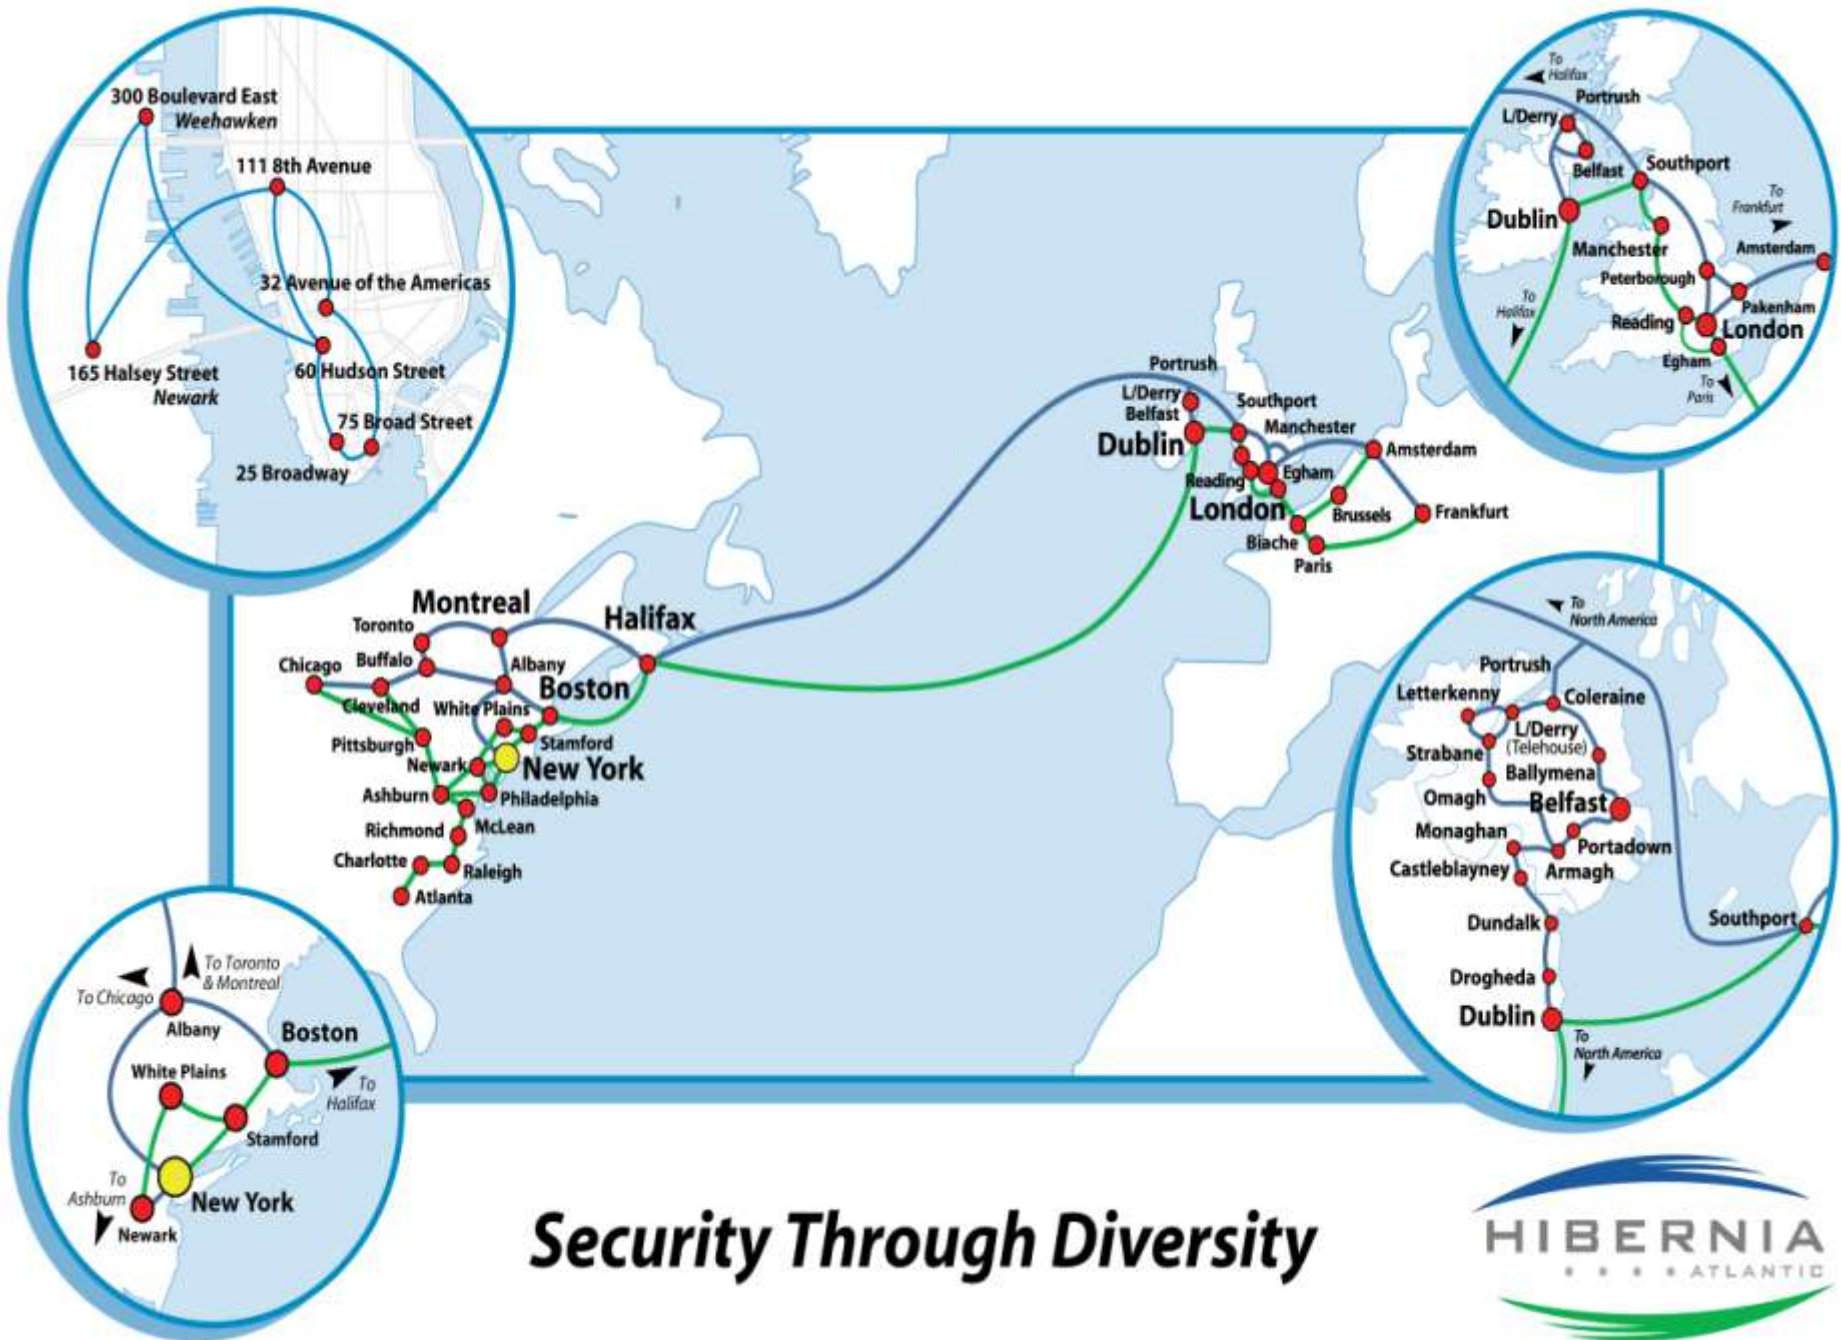 300 Boulevard East
Weehawken
111 8th Avenue
32 Avenue of the Americas
165 Halsey Street
Newark
60 Hudson Street
75 Broad Street
25 Broadway
To
Halifax
Portrush
L/Derry
Belfast
Southport
To
Frankfurt
Dublin
Manchester
Amsterdam
Peterborough
To
Halifax
Pakenham
Reading
London
Egham
To
Paris
Portrush
L/Derry
Belfast
Southport
Manchester
Dublin
Amsterdam
Reading
Egham
London
Brussels
Frankfurt
Biache
Paris
Montreal
Halifax
Toronto
Chicago
Buffalo
Albany
Boston
Cleveland
White Plains
Pittsburgh
Stamford
Newark
New York
Ashburn
Philadelphia
Richmond
McLean
Charlotte
Raleigh
Atlanta
To
North America
Portrush
Letterkenny
Coleraine
L/Derry
(Telehouse)
Strabane
Ballymena
Omagh
Belfast
Monaghan
Portadown
Castleblayney
Armagh
Dundalk
Southport
Drogheda
Dublin
To
North America
To Toronto
& Montreal
To Chicago
Albany
Boston
White Plains
To
Halifax
Stamford
To
Ashburn
New York
Newark
Security Through Diversity
HIBERNIA
ATLANTIC